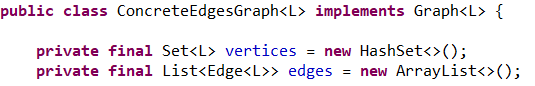 public class ConcreteEdgesGraph<L> implements Graph<L> {
private final Set<L> vertices = new HashSet<>();
private final List<Edge<L>> edges = new ArrayList<>();